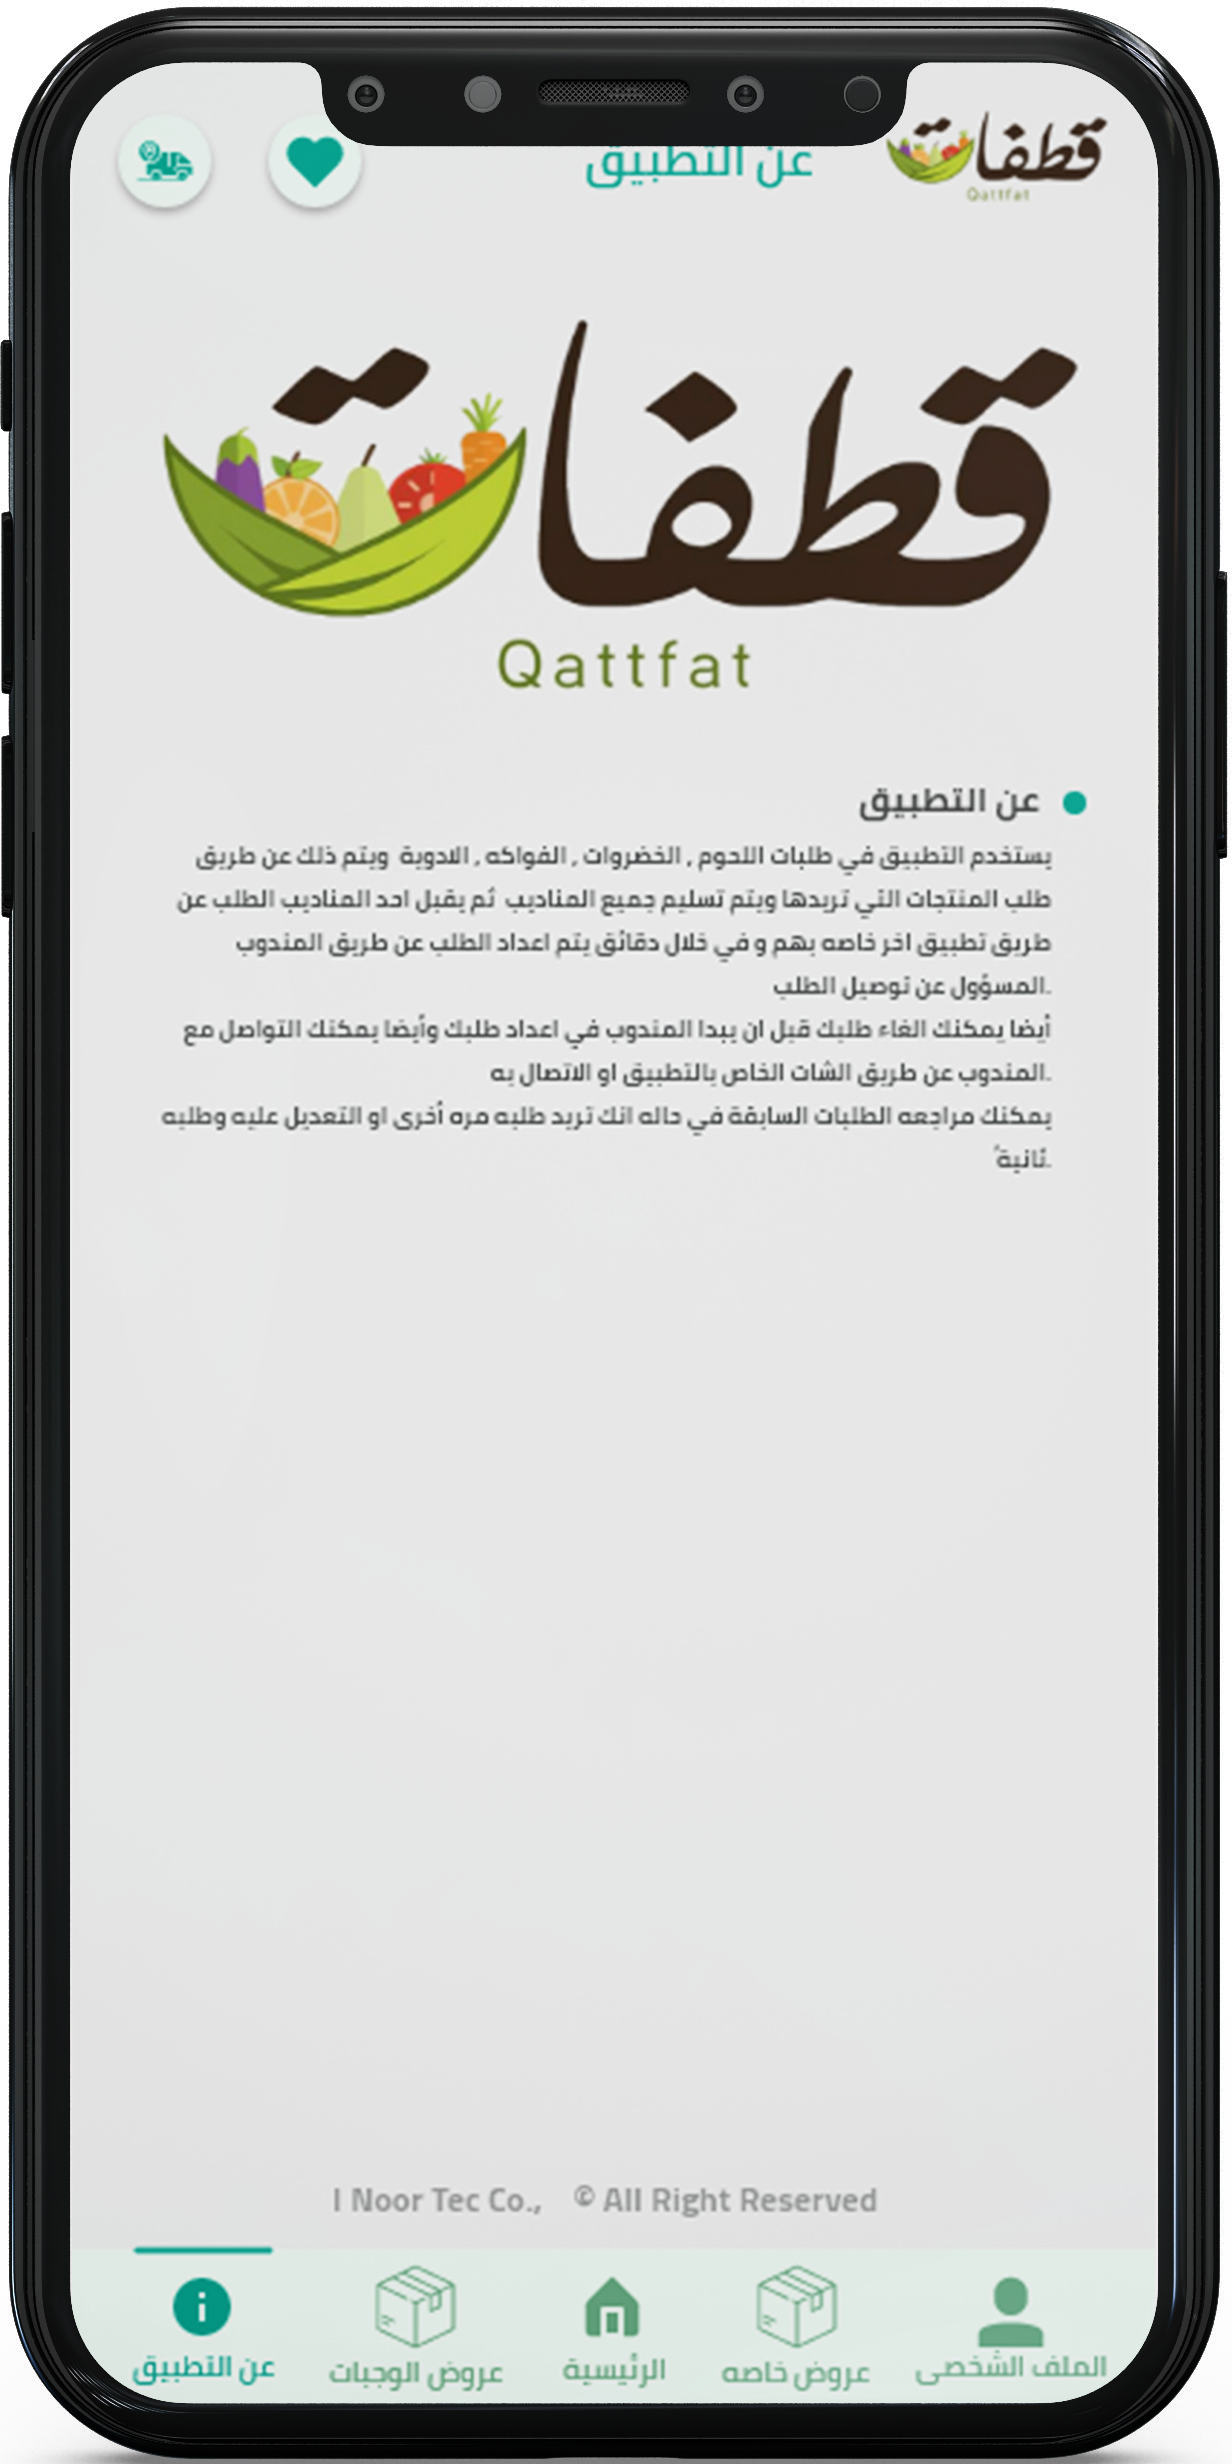 عن التطبيق
قطفات
Qattfat
قطفات
Qattfat
عن التطبيق
يستخدم التطبيق في طلبات اللحوم , الخضروات , الفواكه , الادوية ويتم ذلك عن طريق
طلب المنتجات التي تريدها ويتم تسليم جميع المناديب ثم يقبل احد المناديب الطلب عن
طريق تطبيق اخر خاصه بهم و في خلال دقائق يتم اعداد الطلب عن طريق المندوب
المسؤول عن توصيل الطلب.
أيضا يمكنك الغاء طلبك قبل ان يبدا المندوب في اعداد طلبك وأيضا يمكنك التواصل مع
المندوب عن طريق الشات الخاص بالتطبيق او الاتصال به.
يمكنك مراجعه الطلبات السابقة في حاله انك تريد طلبه مره أخرى او التعديل عليه وطلبه
ثانيةً.
I Noor Tec Co., © All Right Reserved
الملف الشخصى
عروض خاصه
الرئيسية
عروض الوجبات
عن التطبيق